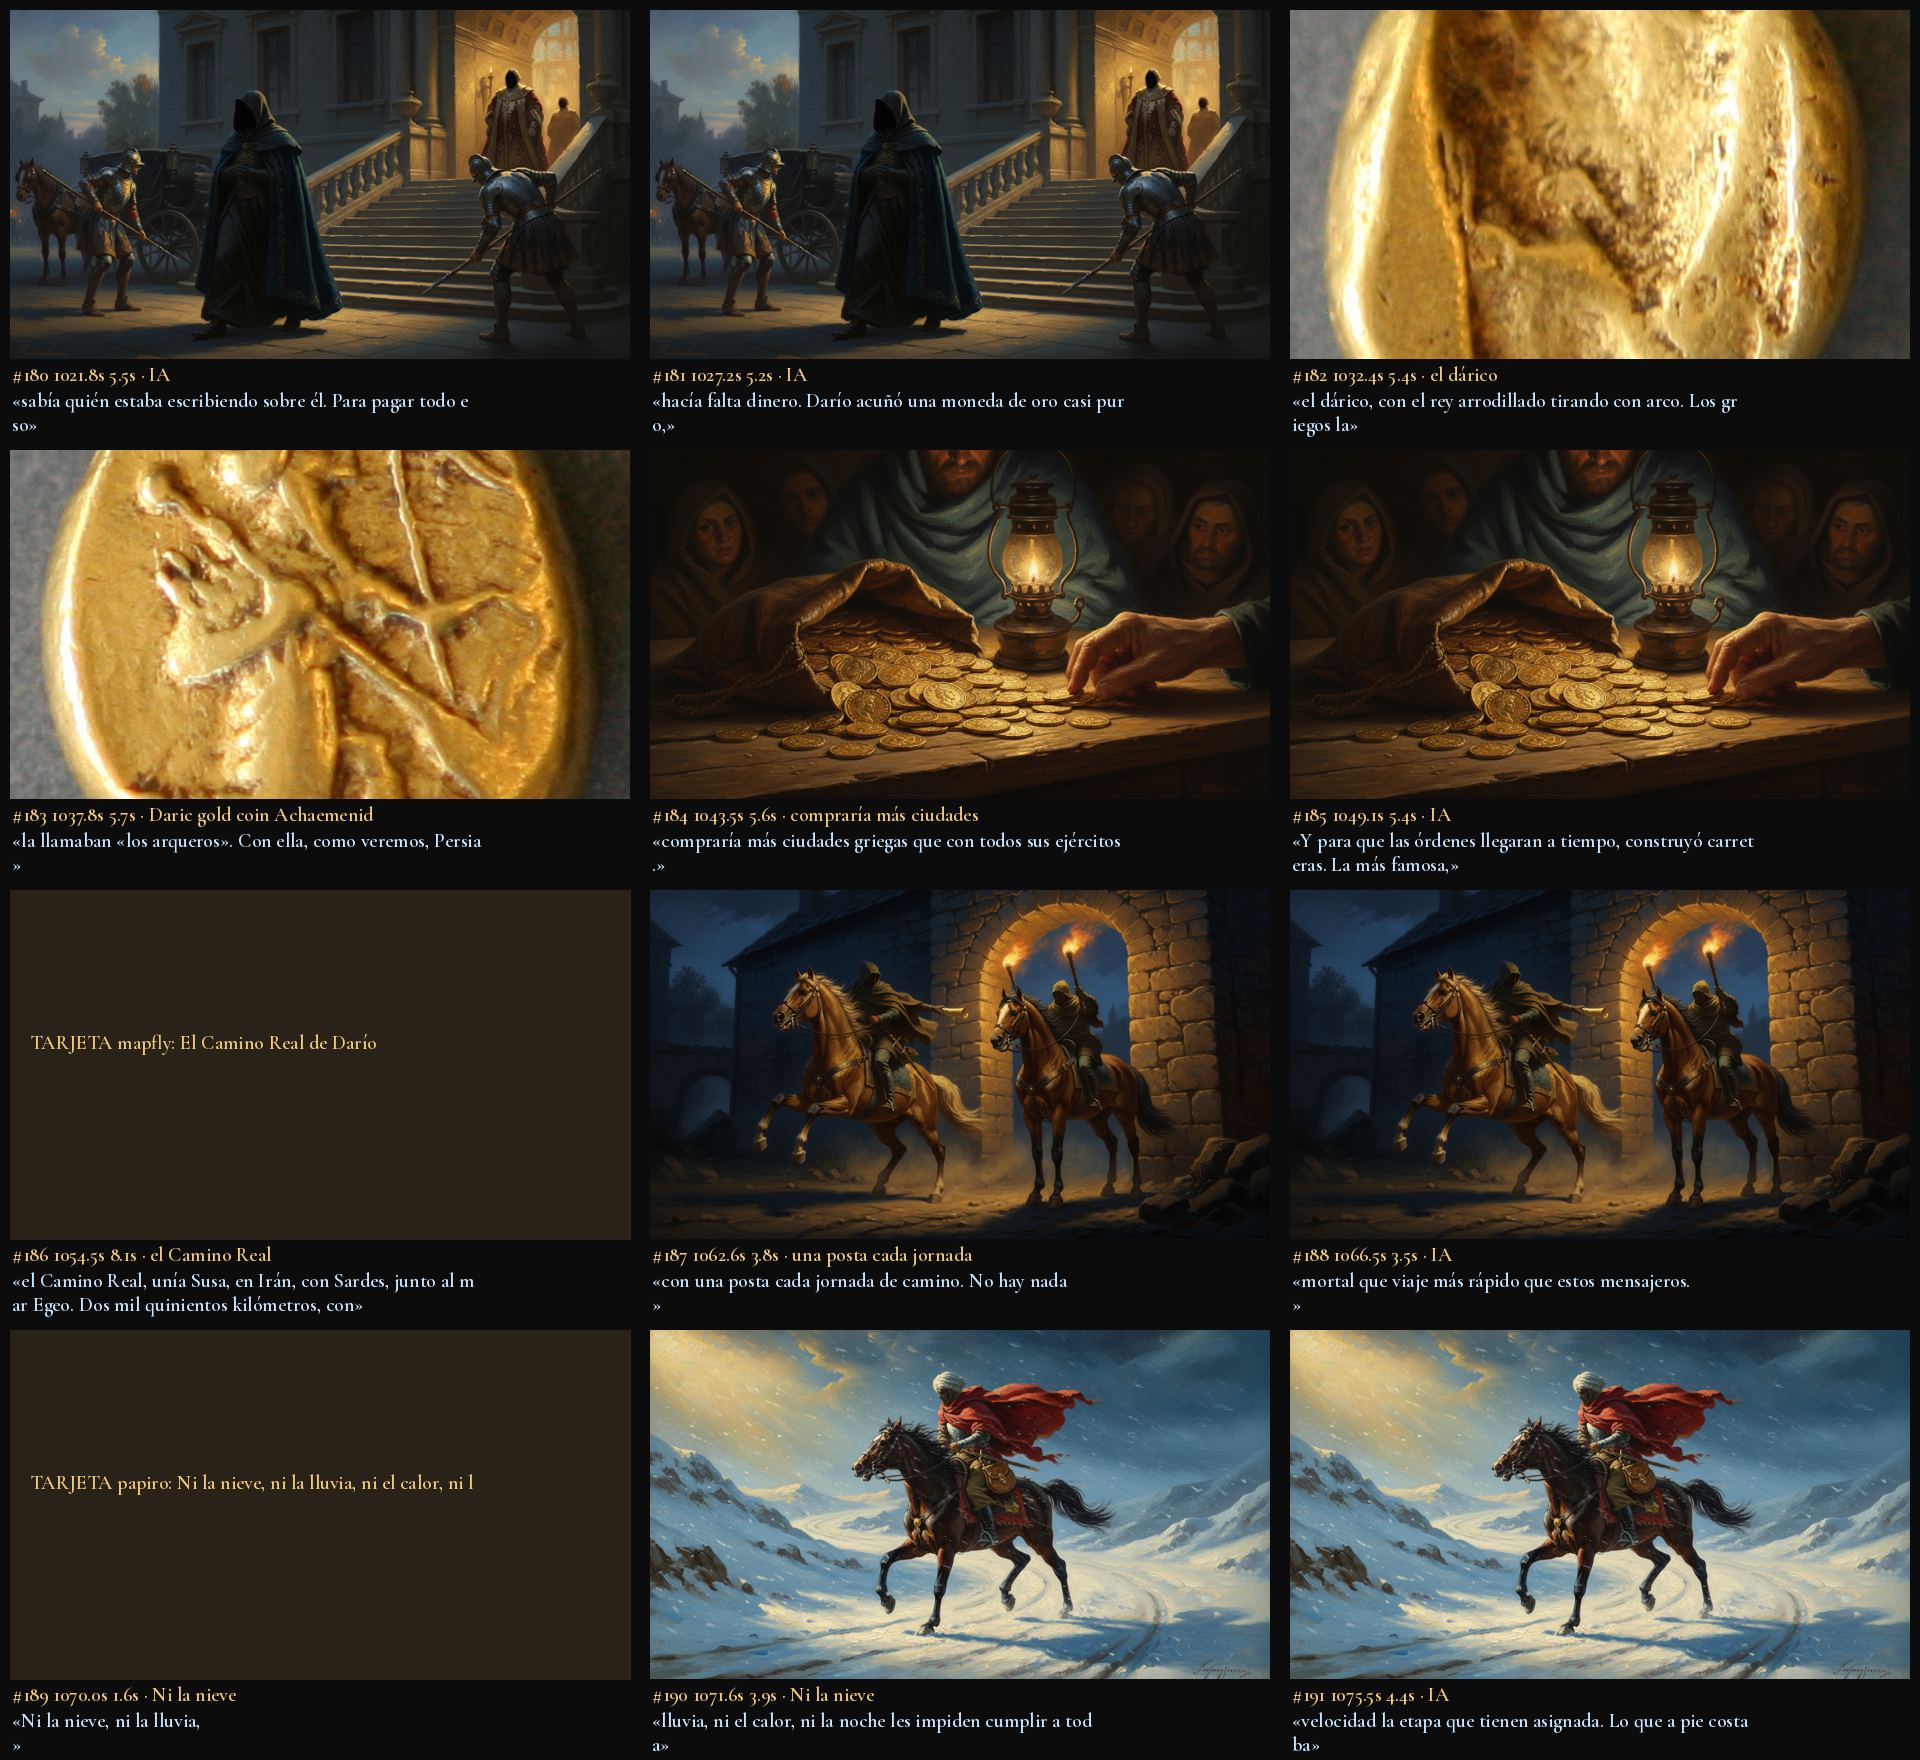 #180 1021.8s 5.5s · IA
«sabía quién estaba escribiendo sobre él. Para pagar todo e
so»
#181 1027.2s 5.2s · IA
«hacía falta dinero. Darío acuñó una moneda de oro casi pur
o,»
#182 1032.4s 5.4s · el dárico
«el dárico, con el rey arrodillado tirando con arco. Los gr
iegos la»
#183 1037.8s 5.7s · Daric gold coin Achaemenid
«la llamaban «los arqueros». Con ella, como veremos, Persia
»
#184 1043.5s 5.6s · compraría más ciudades
«compraría más ciudades griegas que con todos sus ejércitos
.»
#185 1049.1s 5.4s · IA
«Y para que las órdenes llegaran a tiempo, construyó carret
eras. La más famosa,»
TARJETA mapfly: El Camino Real de Darío
#186 1054.5s 8.1s · el Camino Real
«el Camino Real, unía Susa, en Irán, con Sardes, junto al m
ar Egeo. Dos mil quinientos kilómetros, con»
#187 1062.6s 3.8s · una posta cada jornada
«con una posta cada jornada de camino. No hay nada
»
#188 1066.5s 3.5s · IA
«mortal que viaje más rápido que estos mensajeros.
»
TARJETA papiro: Ni la nieve, ni la lluvia, ni el calor, ni l
#189 1070.0s 1.6s · Ni la nieve
«Ni la nieve, ni la lluvia,
»
#190 1071.6s 3.9s · Ni la nieve
«lluvia, ni el calor, ni la noche les impiden cumplir a tod
a»
#191 1075.5s 4.4s · IA
«velocidad la etapa que tienen asignada. Lo que a pie costa
ba»